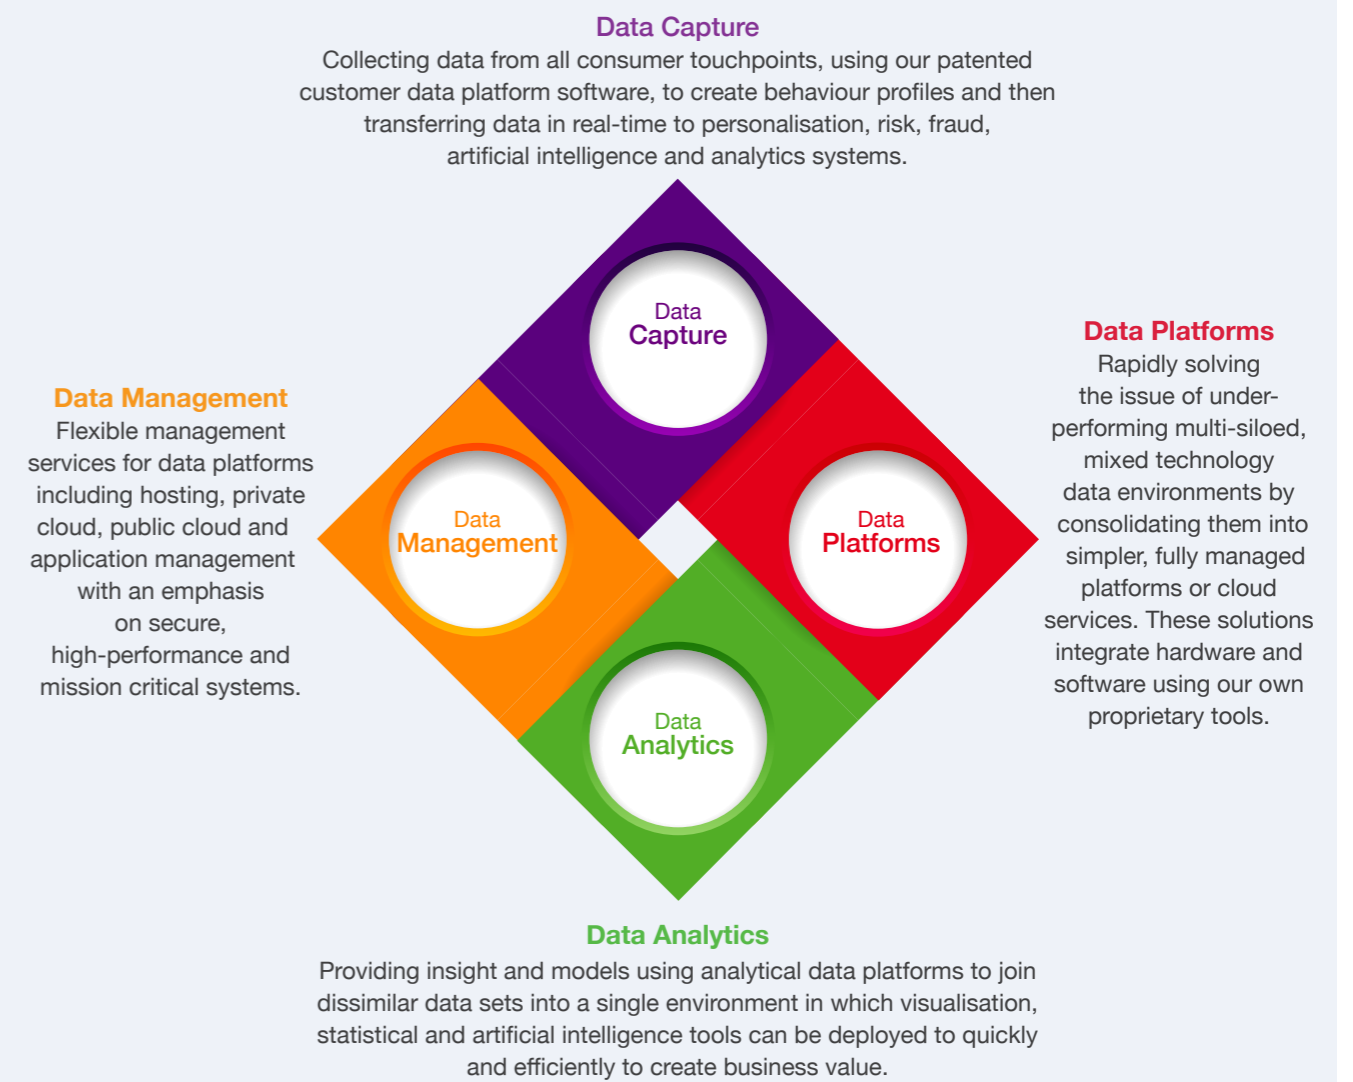 Data Capture
Collecting data from all consumer touchpoints, using our patented
customer data platform software, to create behaviour profiles and then
transferring data in real-time to personalisation, risk, fraud,
artificial intelligence and analytics systems.
Data
Capture
Data Management
Flexible management
services for data platforms
including hosting, private
cloud, public cloud and
application management
with an emphasis
on secure,
high-performance and
mission critical systems.
Data
Management
Data
Platforms
Data Platforms
Rapidly solving
the issue of under-
performing multi-siloed,
mixed technology
data environments by
consolidating them into
simpler, fully managed
platforms or cloud
services. These solutions
integrate hardware and
software using our own
proprietary tools.
Data
Analytics
Data Analytics
Providing insight and models using analytical data platforms to join
dissimilar data sets into a single environment in which visualisation,
statistical and artificial intelligence tools can be deployed to quickly
and efficiently to create business value.